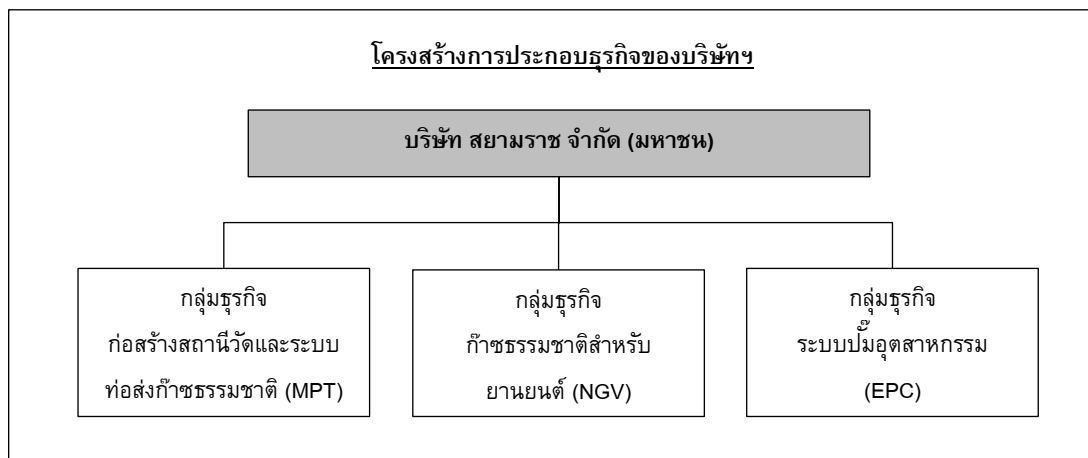 โครงสร้างการประกอบธุรกิจของบริษัทฯ
บริษัท สยามราช จำกัด (มหาชน)
กลุ่มธุรกิจ
ก่อสร้างสถานีวัดและระบบ
ท่อส่งก๊าซธรรมชาติ (MPT)
กลุ่มธุรกิจ
ก๊าซธรรมชาติสำหรับ
ยานยนต์ (NGV)
กลุ่มธุรกิจ
ระบบปั๊มอุตสาหกรรม
(EPC)